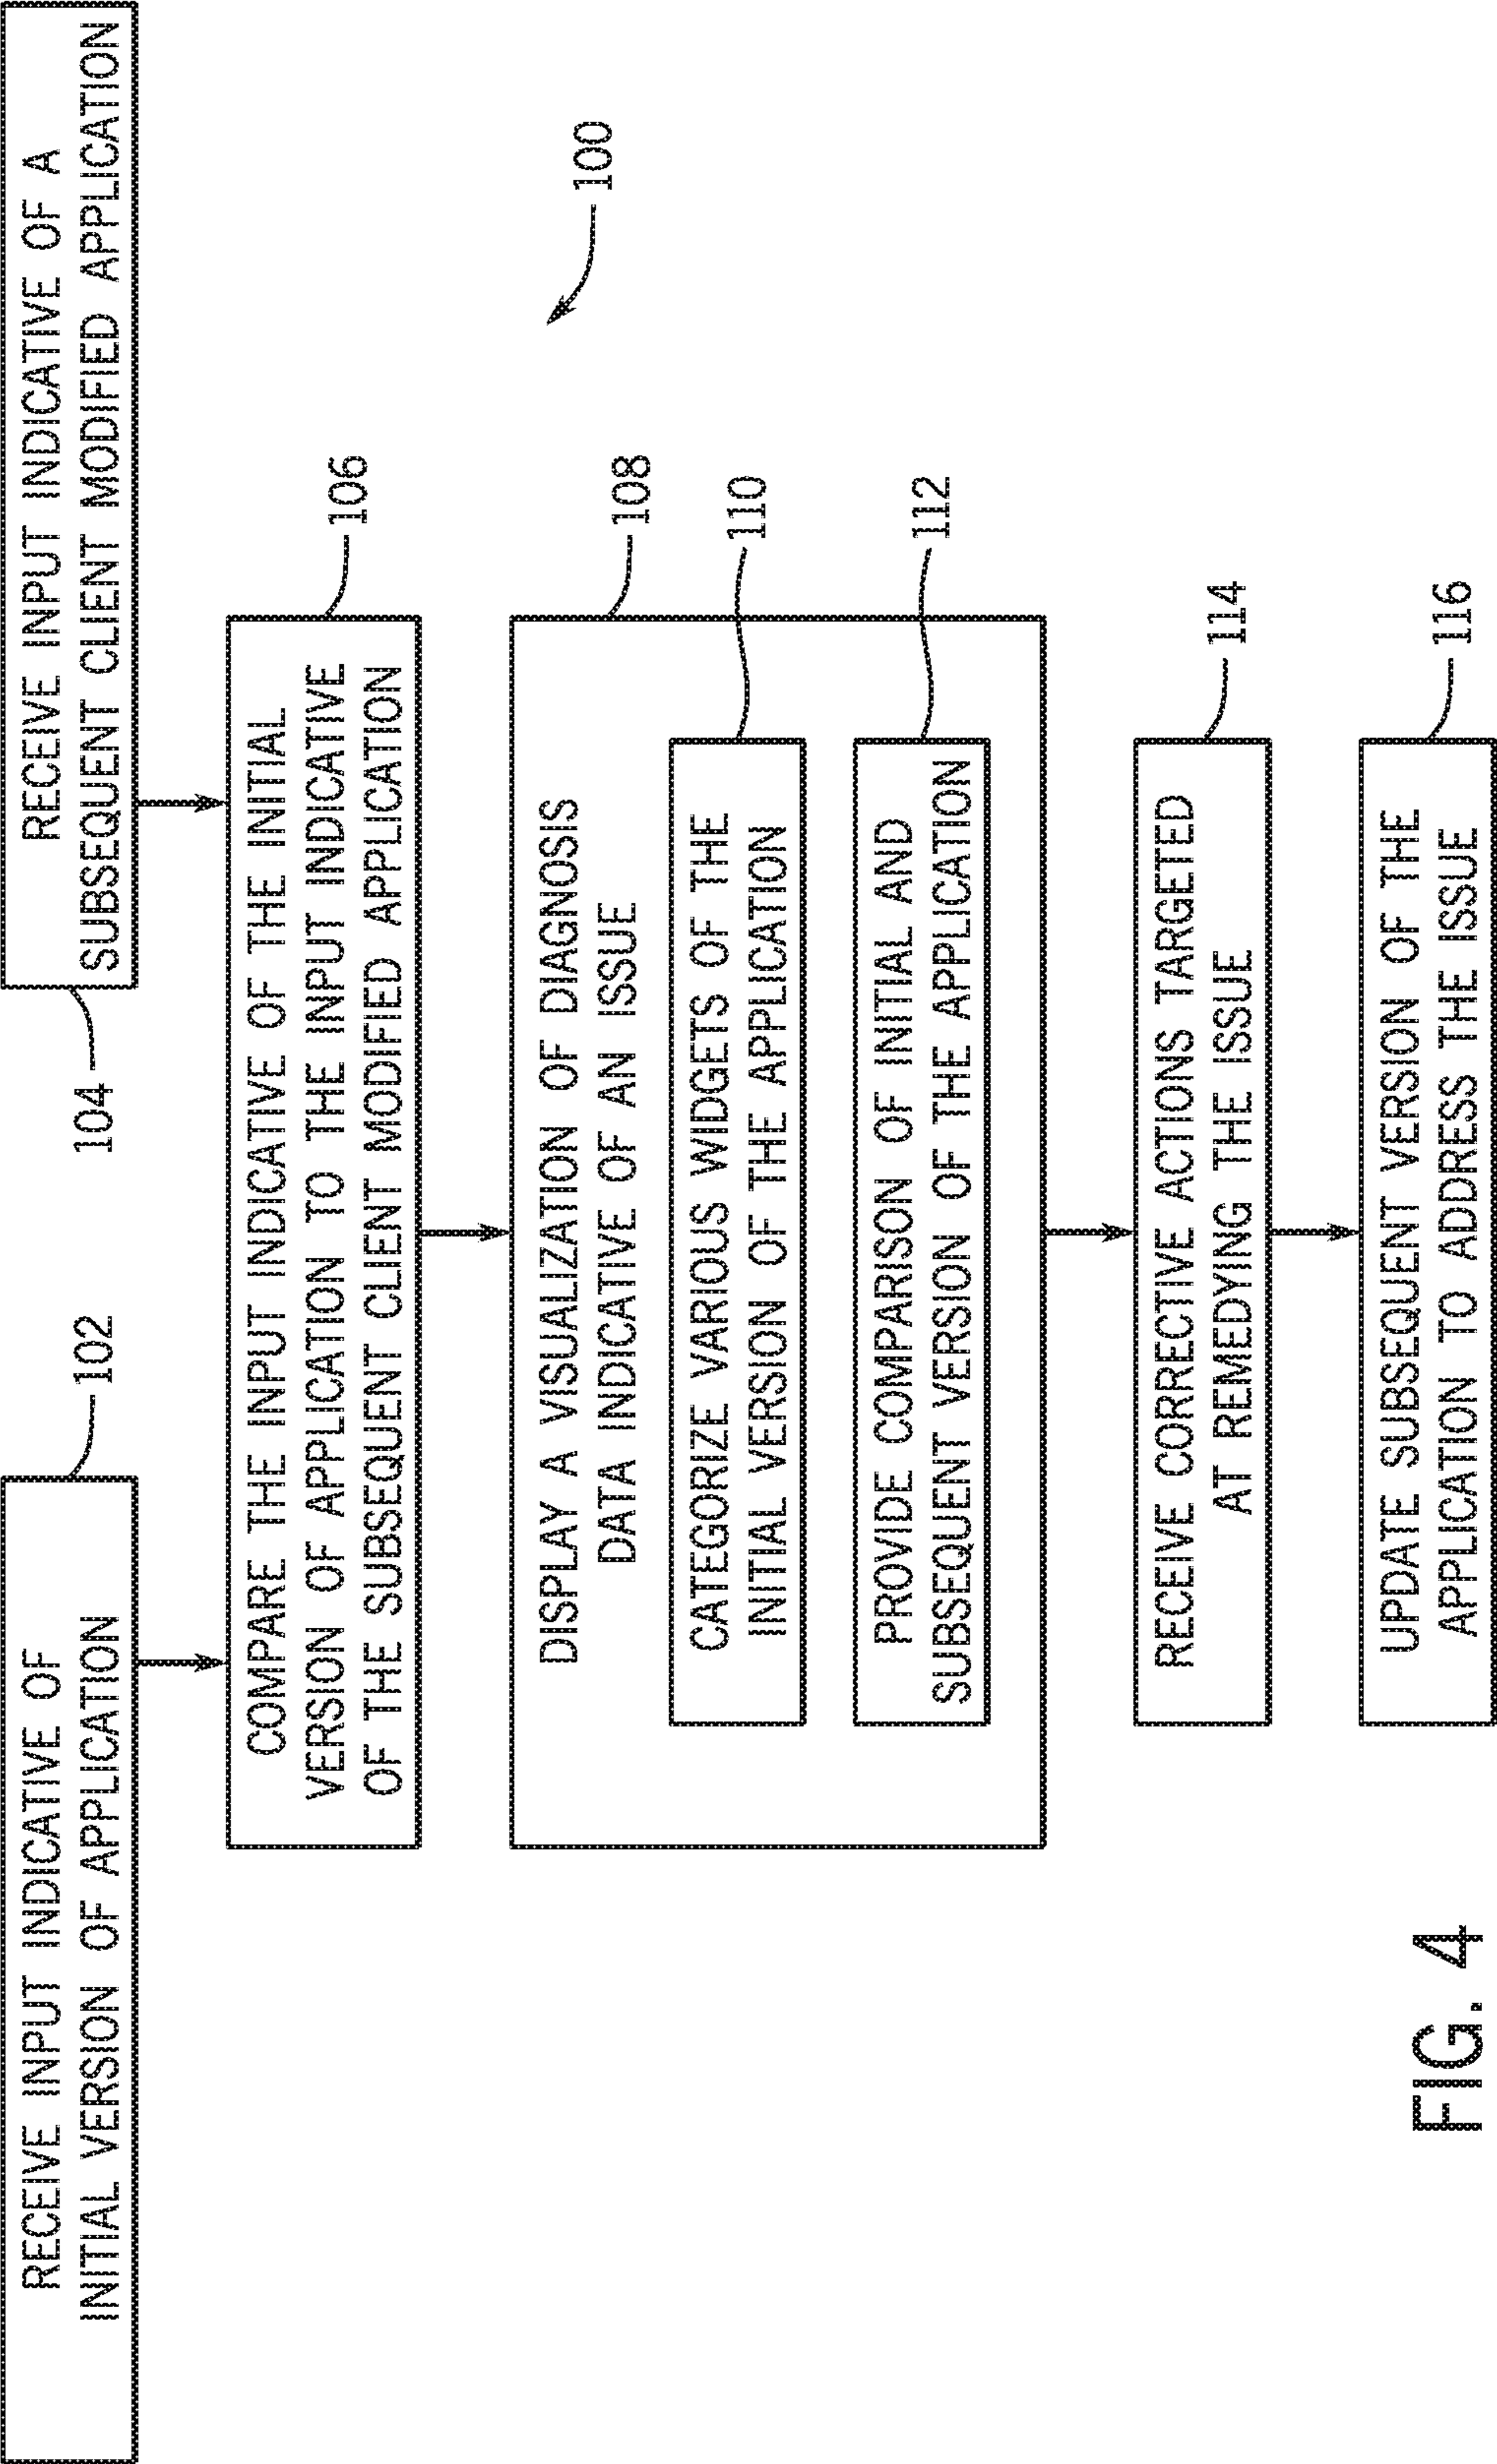 RECEIVE INPUT INDICATIVE OF
INITIAL VERSION OF APPLICATION
102
RECEIVE INPUT INDICATIVE OF A
SUBSEQUENT CLIENT MODIFIED APPLICATION
104
COMPARE THE INPUT INDICATIVE OF THE INITIAL
VERSION OF APPLICATION TO THE INPUT INDICATIVE
OF THE SUBSEQUENT CLIENT MODIFIED APPLICATION
106
100
DISPLAY A VISUALIZATION OF DIAGNOSIS
DATA INDICATIVE OF AN ISSUE
108
CATEGORIZE VARIOUS WIDGETS OF THE
INITIAL VERSION OF THE APPLICATION
110
PROVIDE COMPARISON OF INITIAL AND
SUBSEQUENT VERSION OF THE APPLICATION
112
RECEIVE CORRECTIVE ACTIONS TARGETED
AT REMEDYING THE ISSUE
114
UPDATE SUBSEQUENT VERSION OF THE
APPLICATION TO ADDRESS THE ISSUE
116
FIG. 4